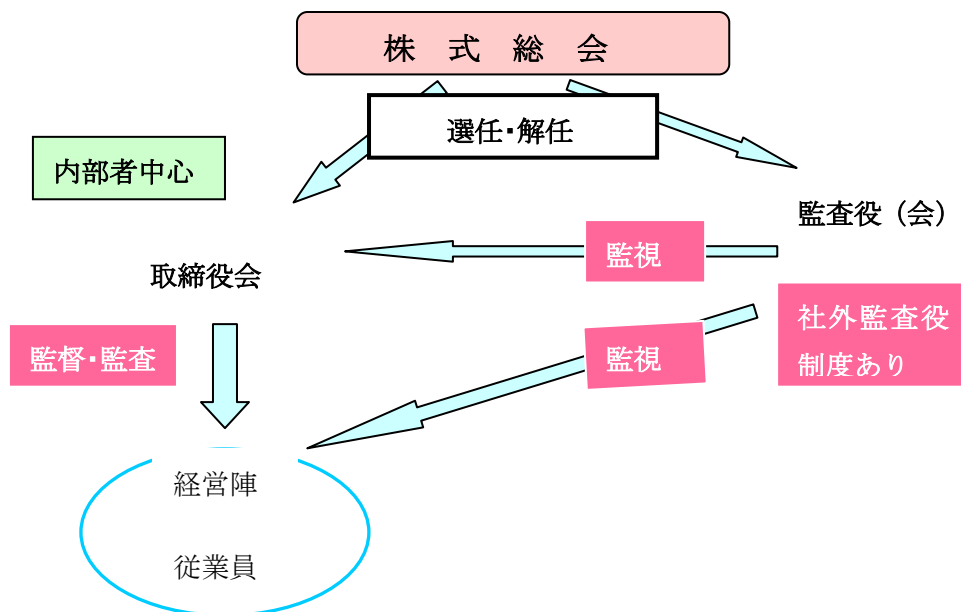 株 式 総 会
選任・解任
内部者中心
監査役（会）
監視
取締役会
社外監査役
制度あり
監督・監査
監視
経営陣
従業員